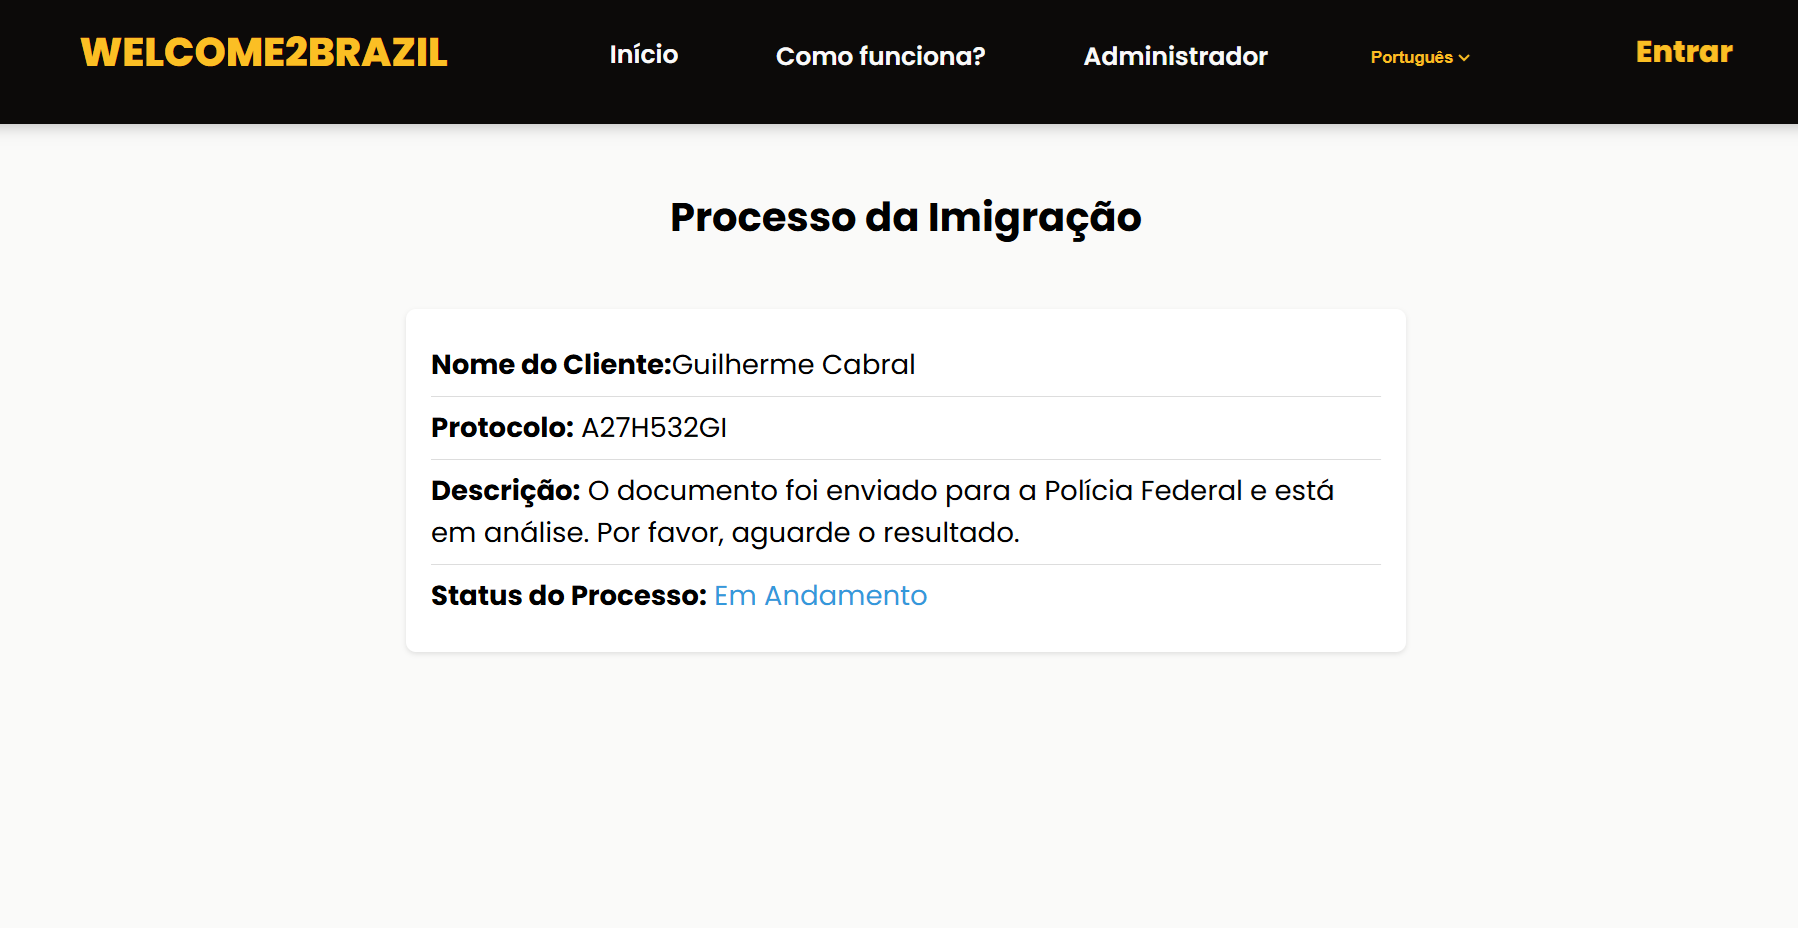 WELCOME2BRAZIL
Início
Como funciona?
Administrador
Português
Entrar
Processo da Imigração
Nome do Cliente:Guilherme Cabral
Protocolo: A27H532GI
Descrição: O documento foi enviado para a Polícia Federal e está
em análise. Por favor, aguarde o resultado.
Status do Processo: Em Andamento